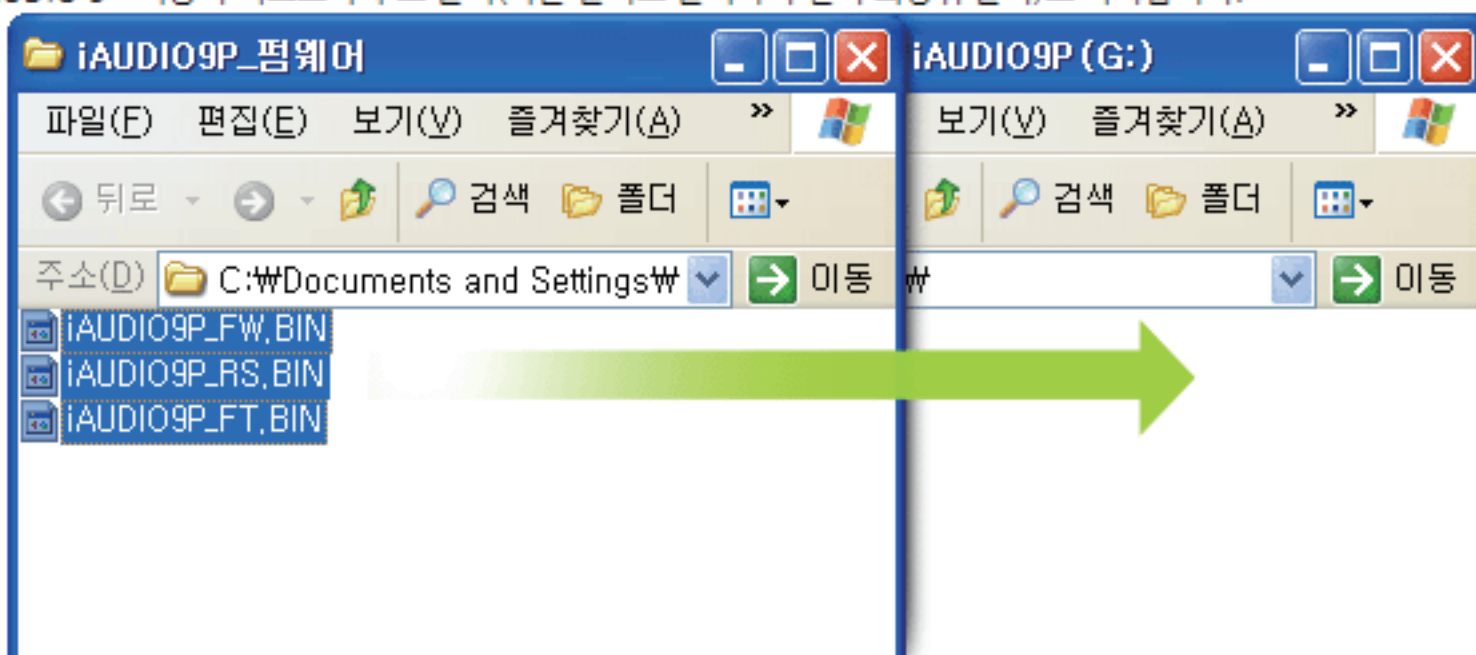 iAUDIO9P_펌웨어
파일(F) 편집(E) 보기(V) 즐겨찾기(A) »
뒤로 검색 폴더
주소(D) C:₩Documents and Settings₩ 이동
iAUDIO9P_FW.BIN
iAUDIO9P_RS.BIN
iAUDIO9P_FT.BIN
iAUDIO9P (G:)
보기(V) 즐겨찾기(A) »
검색 폴더
₩ 이동